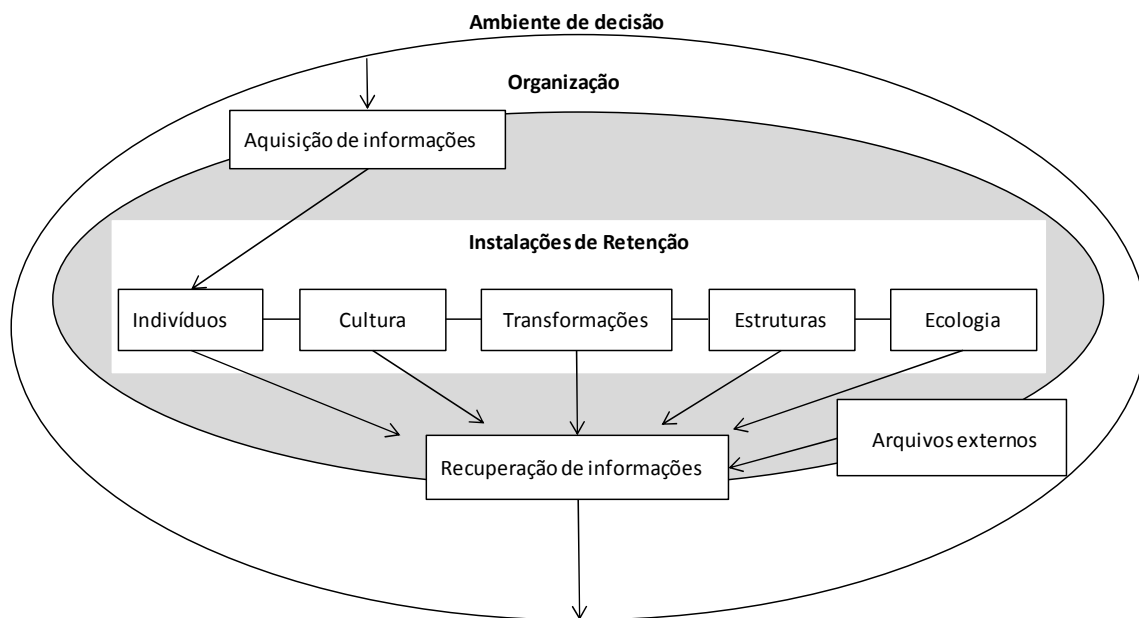 Ambiente de decisão
Organização
Aquisição de informações
Instalações de Retenção
Indivíduos
Cultura
Transformações
Estruturas
Ecologia
Arquivos externos
Recuperação de informações